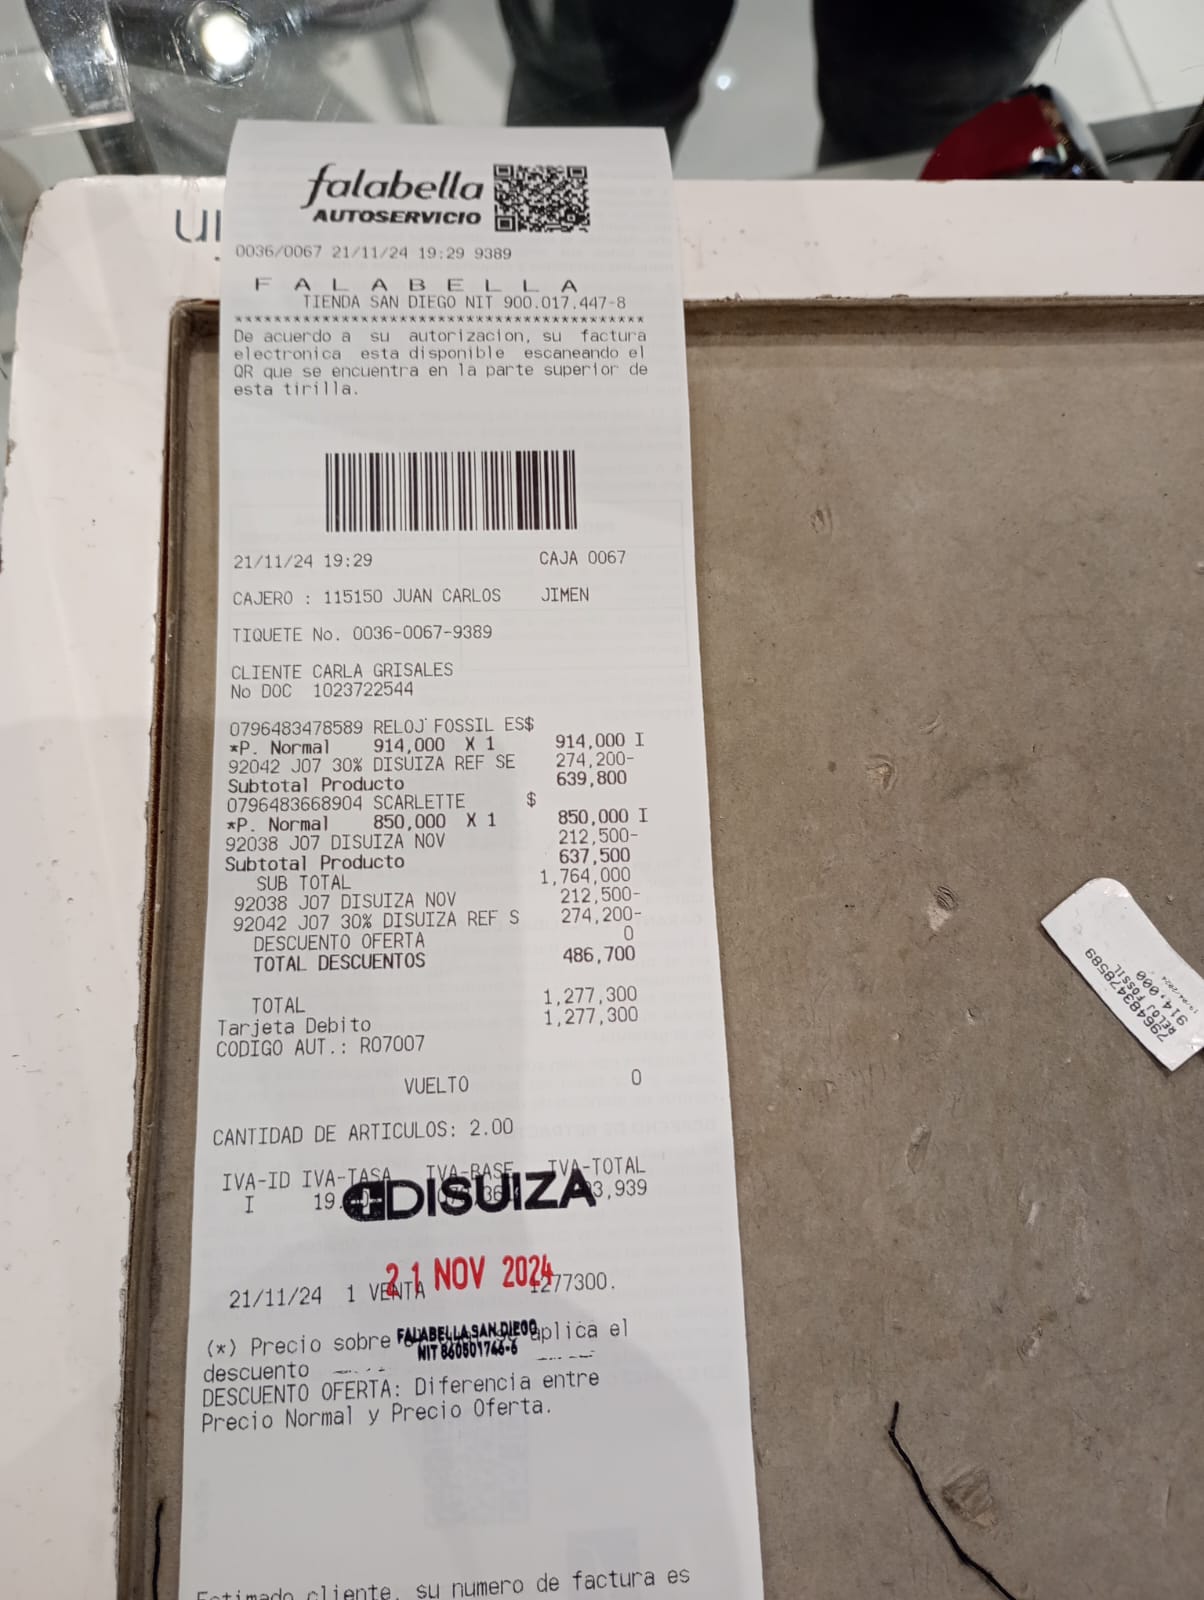 un
falabella
AUTOSERVICIO
0036/0067 21/11/24 19:29 9389
F A L A B E L L A
TIENDA SAN DIEGO NIT 900.017.447-8
******************************************
De acuerdo a su autorizacion, su factura
electronica esta disponible escaneando el
QR que se encuentra en la parte superior de
esta tirilla.
21/11/24 19:29 CAJA 0067
CAJERO : 115150 JUAN CARLOS JIMEN
TIQUETE No. 0036-0067-9389
CLIENTE CARLA GRISALES
No DOC 1023722544
0796483478589 RELOJ FOSSIL ES$
*P. Normal 914,000 X 1 914,000 I
92042 J07 30% DISUIZA REF SE 274,200-
Subtotal Producto 639,800
0796483668904 SCARLETTE $
*P. Normal 850,000 X 1 850,000 I
92038 J07 DISUIZA NOV 212,500-
Subtotal Producto 637,500
SUB TOTAL 1,764,000
92038 J07 DISUIZA NOV 212,500-
92042 J07 30% DISUIZA REF S 274,200-
DESCUENTO OFERTA 0
TOTAL DESCUENTOS 486,700
TOTAL 1,277,300
Tarjeta Debito 1,277,300
CODIGO AUT.: R07007
VUELTO 0
CANTIDAD DE ARTICULOS: 2.00
IVA-ID IVA-TASA IVA-BASE IVA-TOTAL
I 19. 3,939
DISUIZA
21 NOV 2024
21/11/24 1 VENTA 1277300.
(*) Precio sobre aplica el
FALABELLA SAN DIEGO
NIT 860501746-6
descuento
DESCUENTO OFERTA: Diferencia entre
Precio Normal y Precio Oferta.
Estimado cliente, su numero de factura es
796483478589
RELOJ FOSSIL
914,000